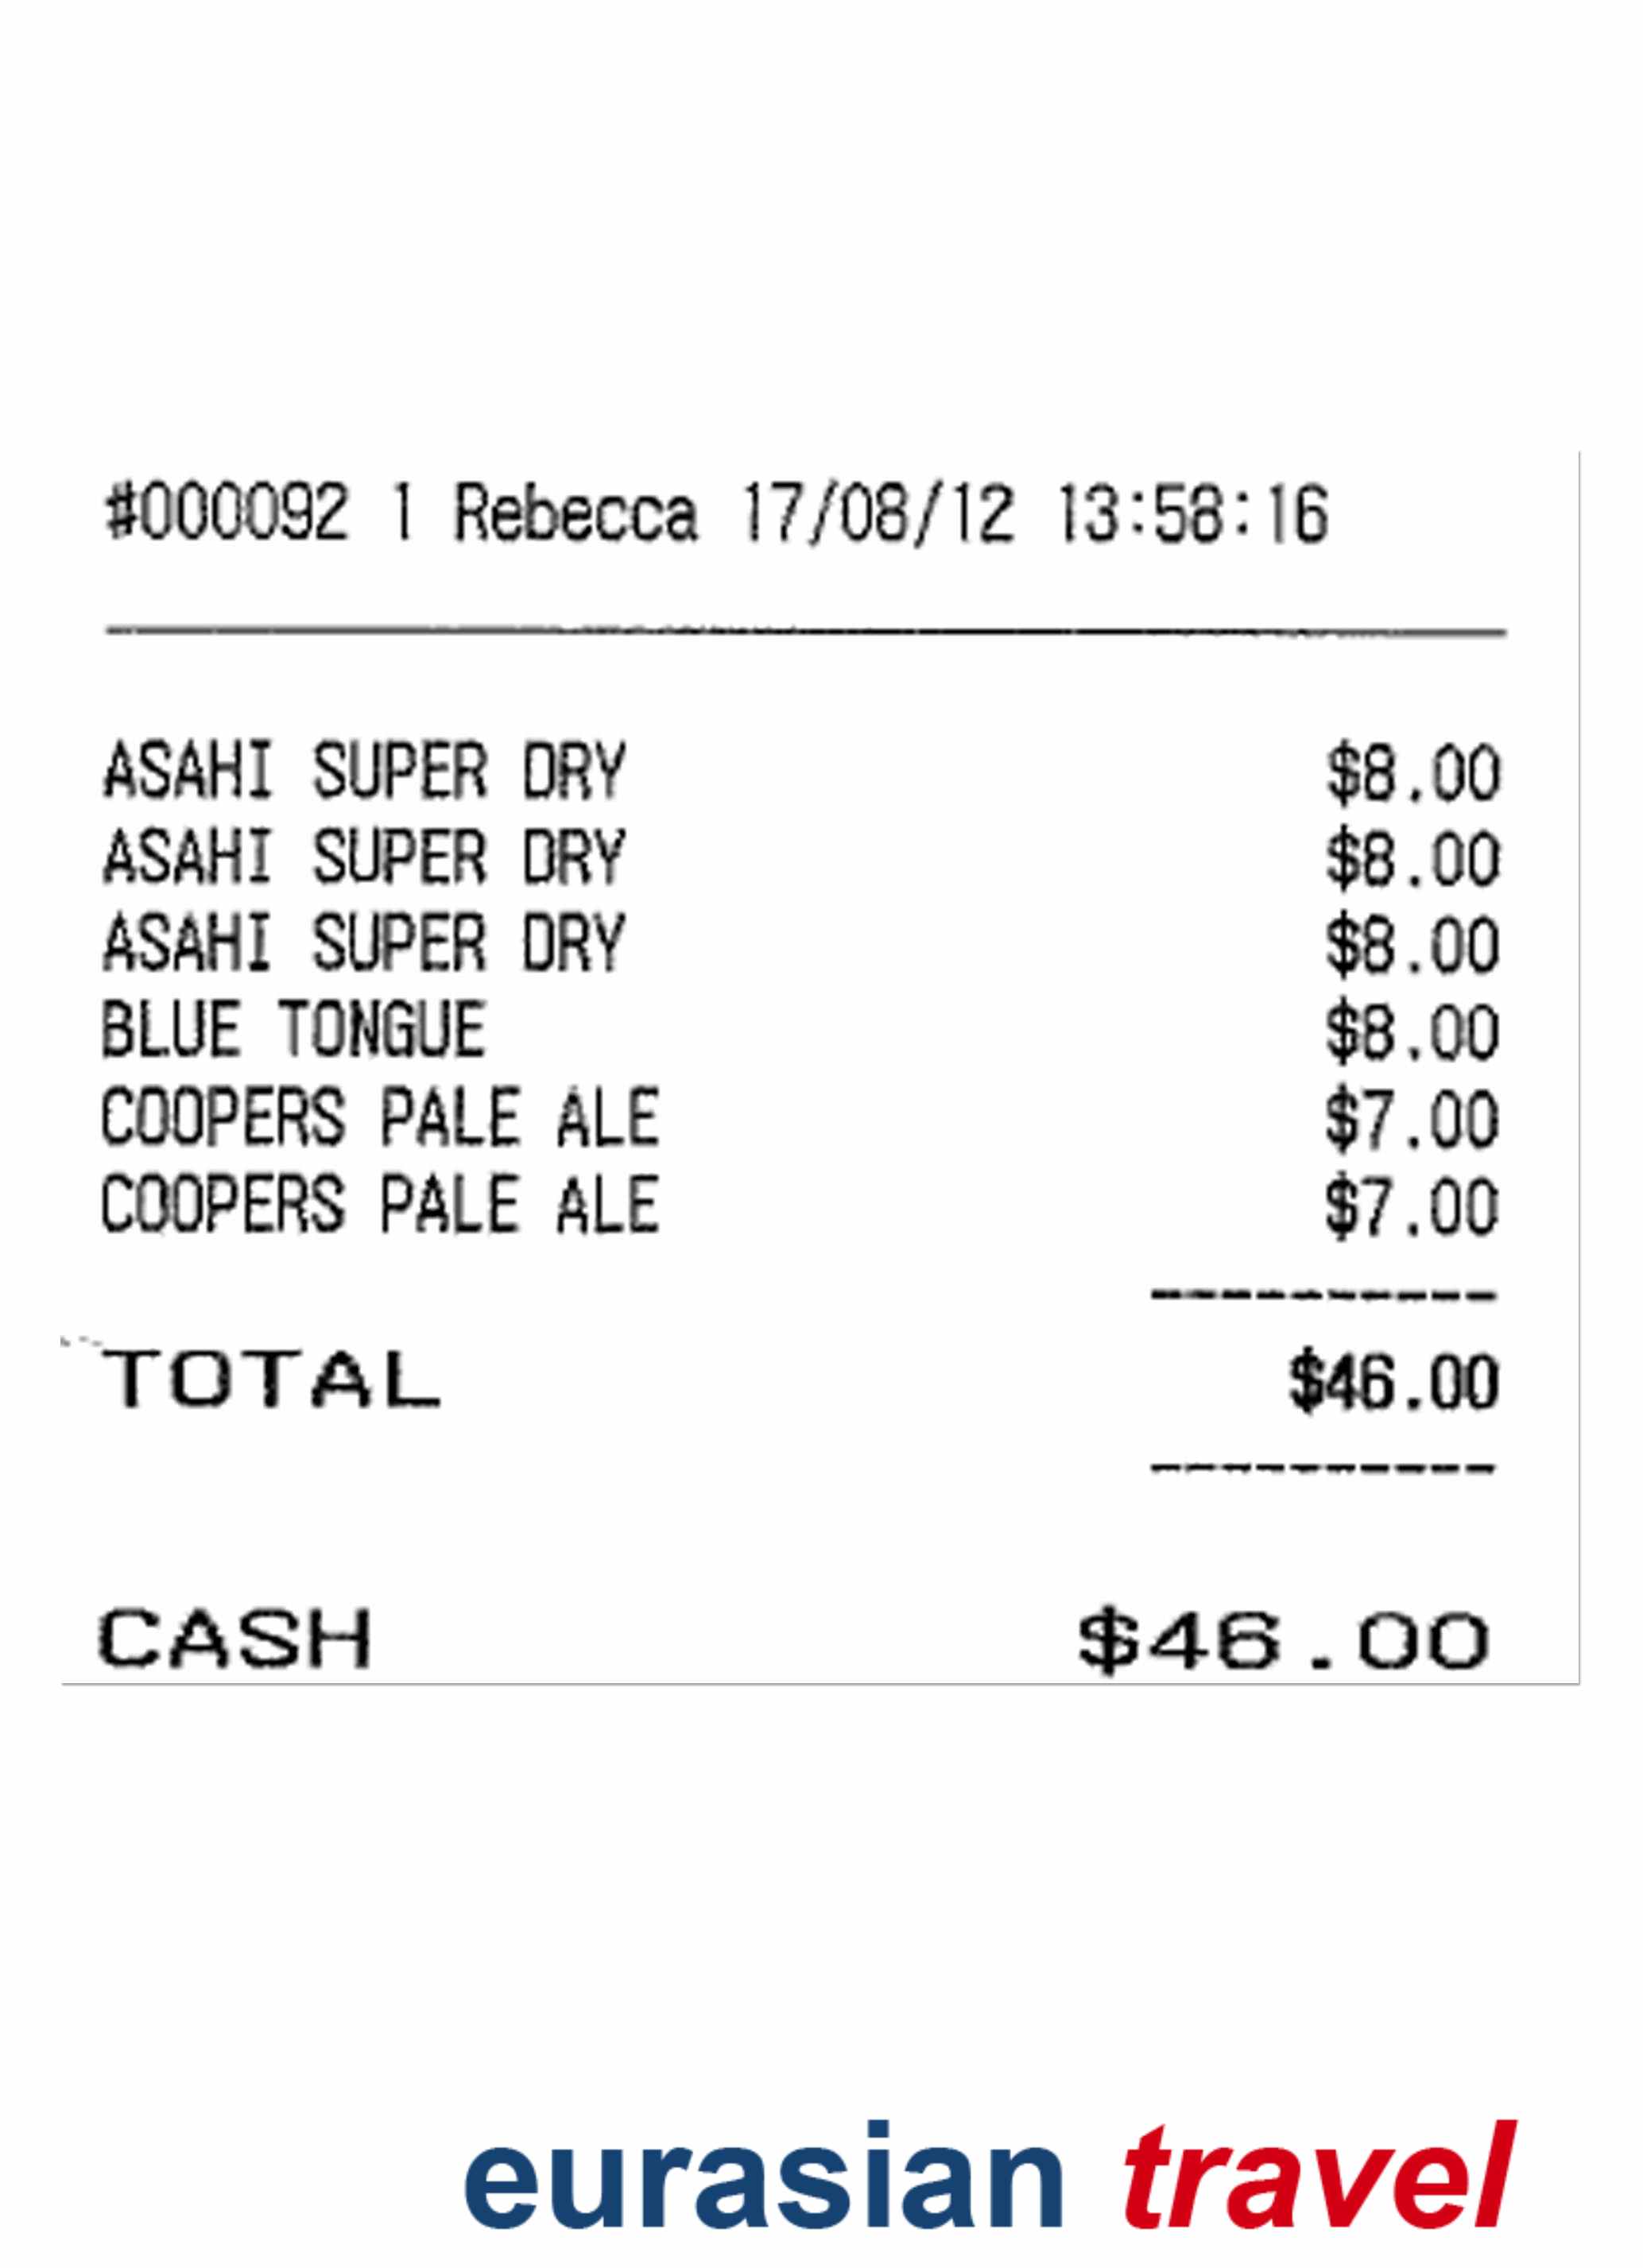 #000092 1 Rebecca 17/08/12 13:58:16
ASAHI SUPER DRY $8.00
ASAHI SUPER DRY $8.00
ASAHI SUPER DRY $8.00
BLUE TONGUE $8.00
COOPERS PALE ALE $7.00
COOPERS PALE ALE $7.00
TOTAL $46.00
CASH $46.00
eurasian travel